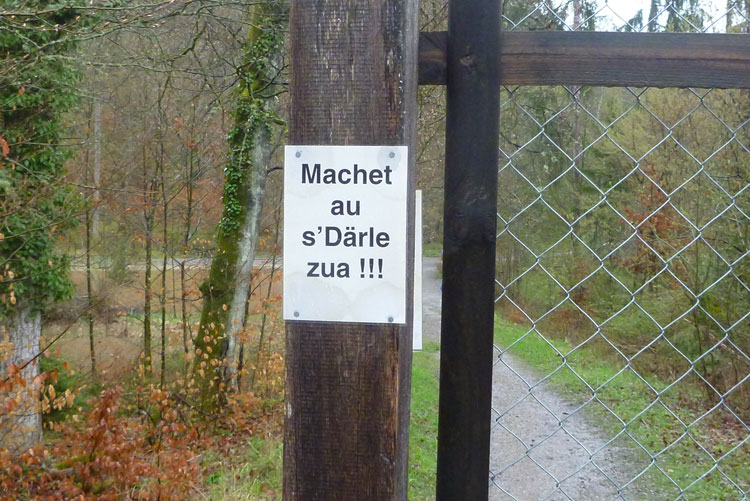 Machet
au
s'Därle
zua !!!